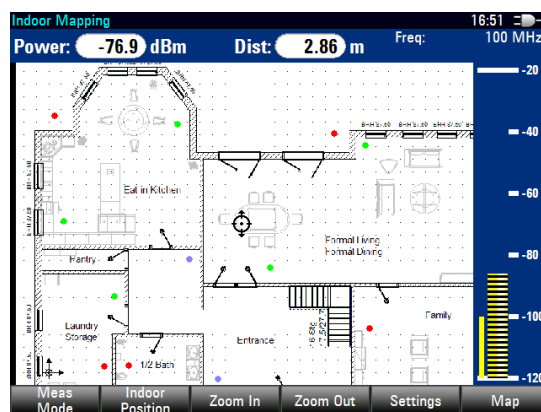 Indoor Mapping 16:51
Power: -76.9 dBm Dist: 2.86 m Freq: 100 MHz
-20
-40
-60
-80
-100
-120
Eat in Kitchen
Formal Living
Formal Dining
Pantry
Laundry
Storage
1/2 Bath
Entrance
Family
Meas
Mode
Indoor
Position
Zoom In
Zoom Out
Settings
Map